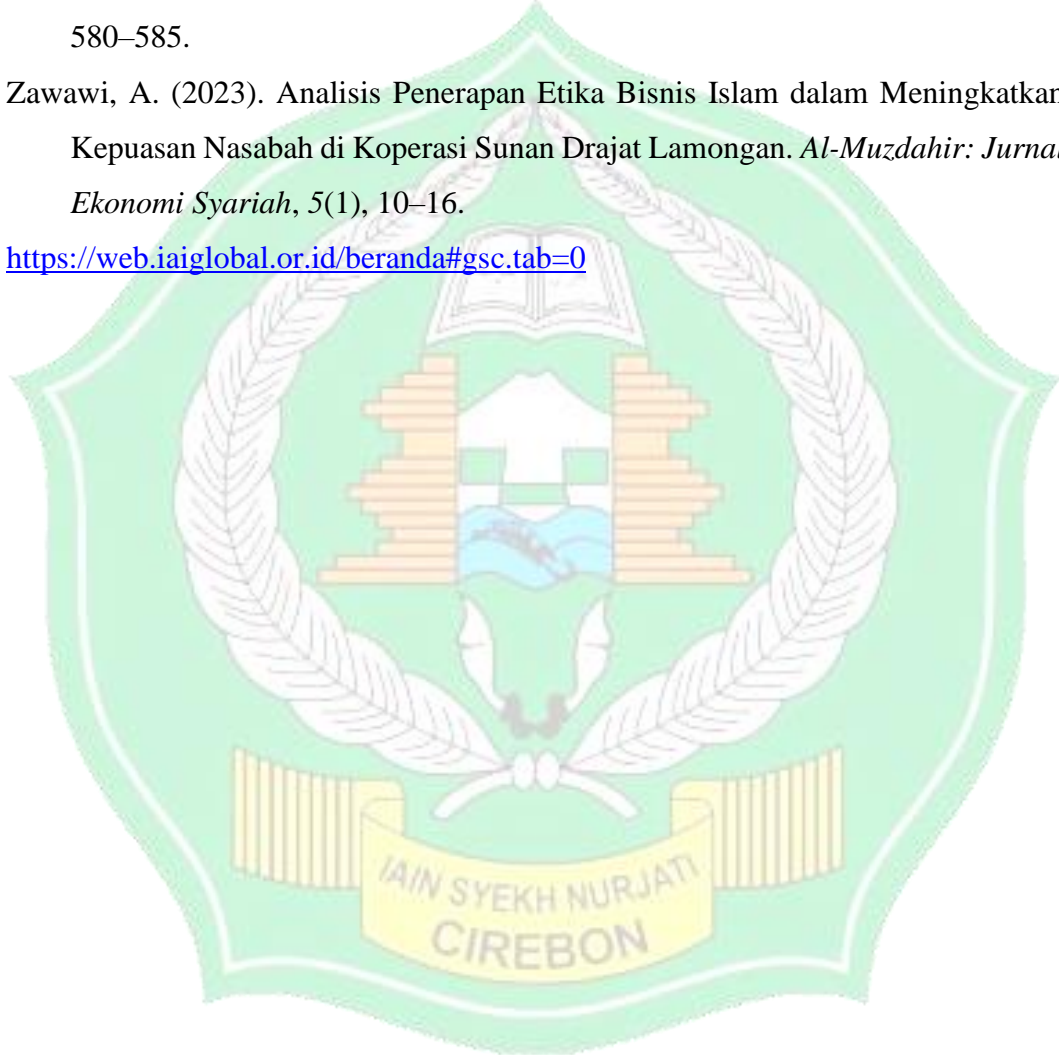 580–585.
Zawawi, A. (2023). Analisis Penerapan Etika Bisnis Islam dalam Meningkatkan
Kepuasan Nasabah di Koperasi Sunan Drajat Lamongan. Al-Muzdahir: Jurnal
Ekonomi Syariah, 5(1), 10–16.
https://web.iaiglobal.or.id/beranda#gsc.tab=0
IAIN SYEKH NURJATI
CIREBON